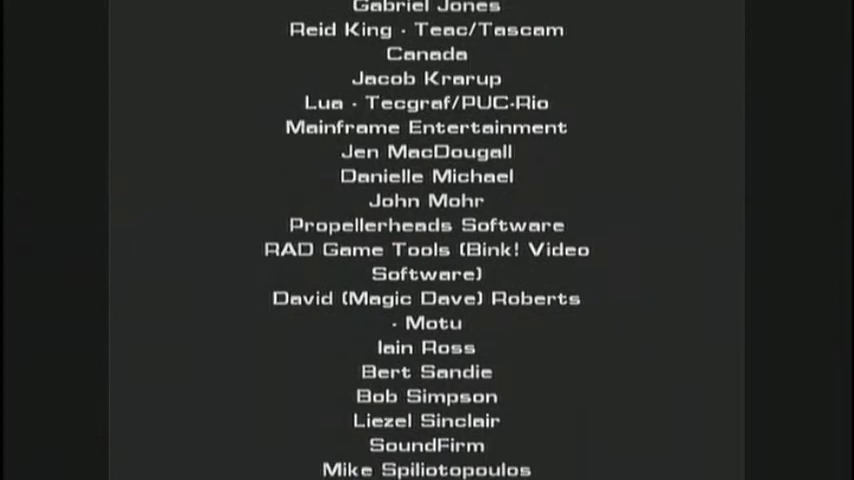 Gabriel Jones
Reid King · Teac/Tascam
Canada
Jacob Krarup
Lua · Tecgraf/PUC-Rio
Mainframe Entertainment
Jen MacDougall
Danielle Michael
John Mohr
Propellerheads Software
RAD Game Tools (Bink! Video
Software)
David (Magic Dave) Roberts
· Motu
Iain Ross
Bert Sandie
Bob Simpson
Liezel Sinclair
SoundFirm
Mike Spiliotopoulos